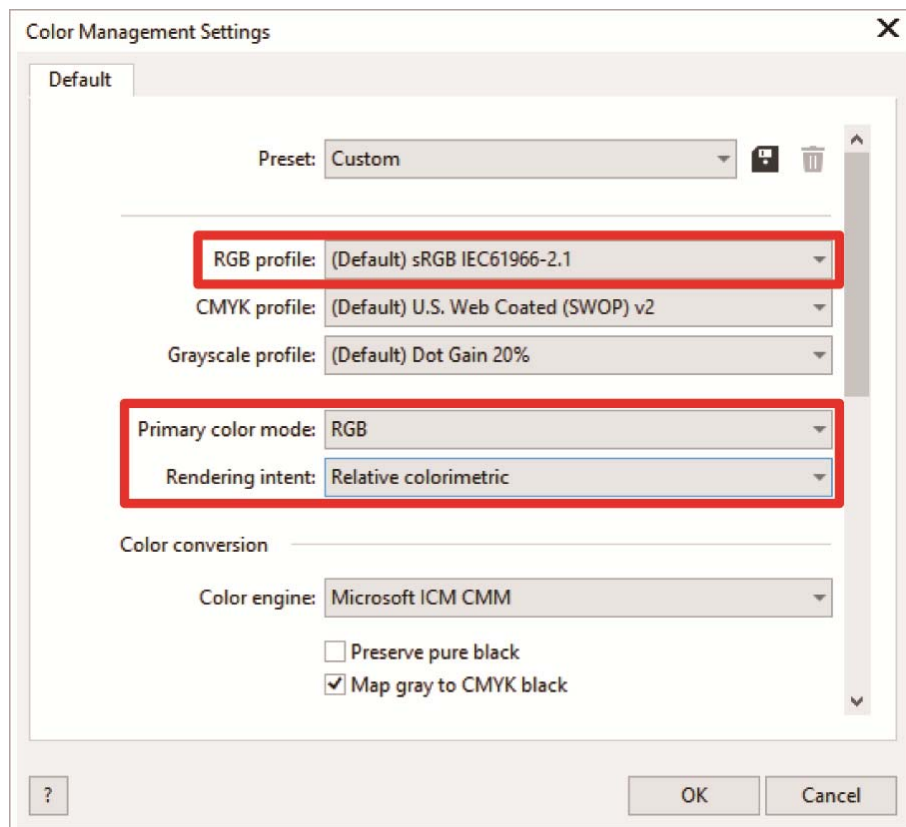 Color Management Settings
Default
Preset: Custom
RGB profile: (Default) sRGB IEC61966-2.1
CMYK profile: (Default) U.S. Web Coated (SWOP) v2
Grayscale profile: (Default) Dot Gain 20%
Primary color mode: RGB
Rendering intent: Relative colorimetric
Color conversion
Color engine: Microsoft ICM CMM
Preserve pure black
Map gray to CMYK black
? OK Cancel